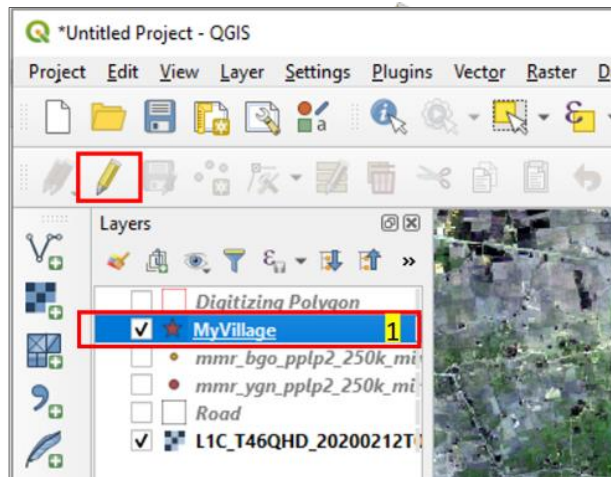 *Untitled Project - QGIS
Project Edit View Layer Settings Plugins Vector Raster D
a
Layers
Digitizing Polygon
MyVillage 1
mmr_bgo_pplp2_250k_mi
mmr_ygn_pplp2_250k_mi
Road
L1C_T46QHD_20200212T